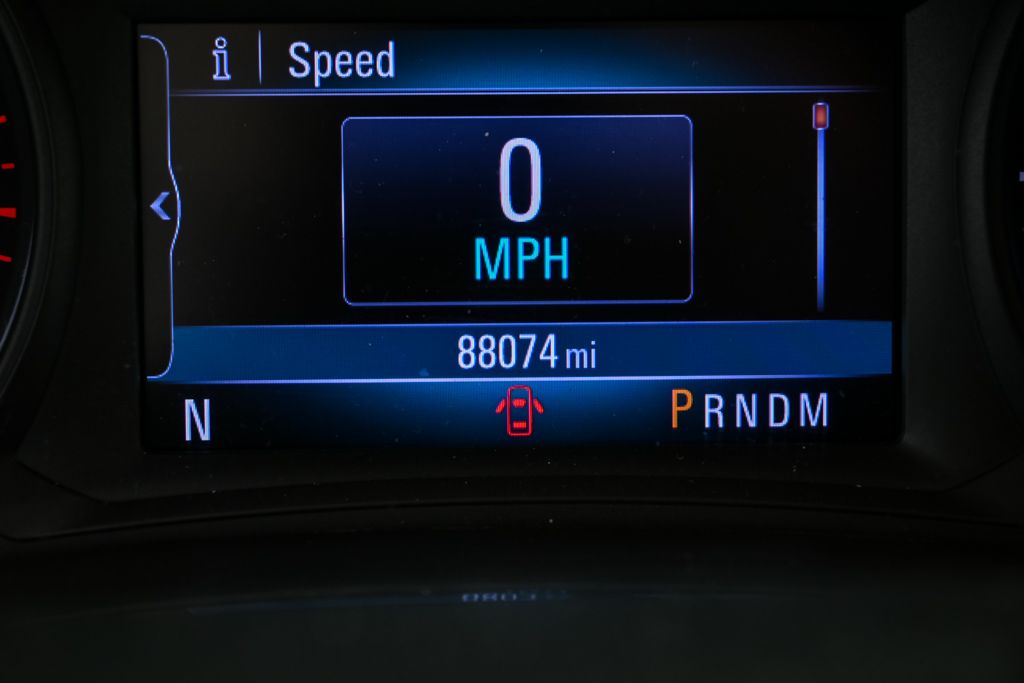 i Speed
0
MPH
88074 mi
N PRNDM